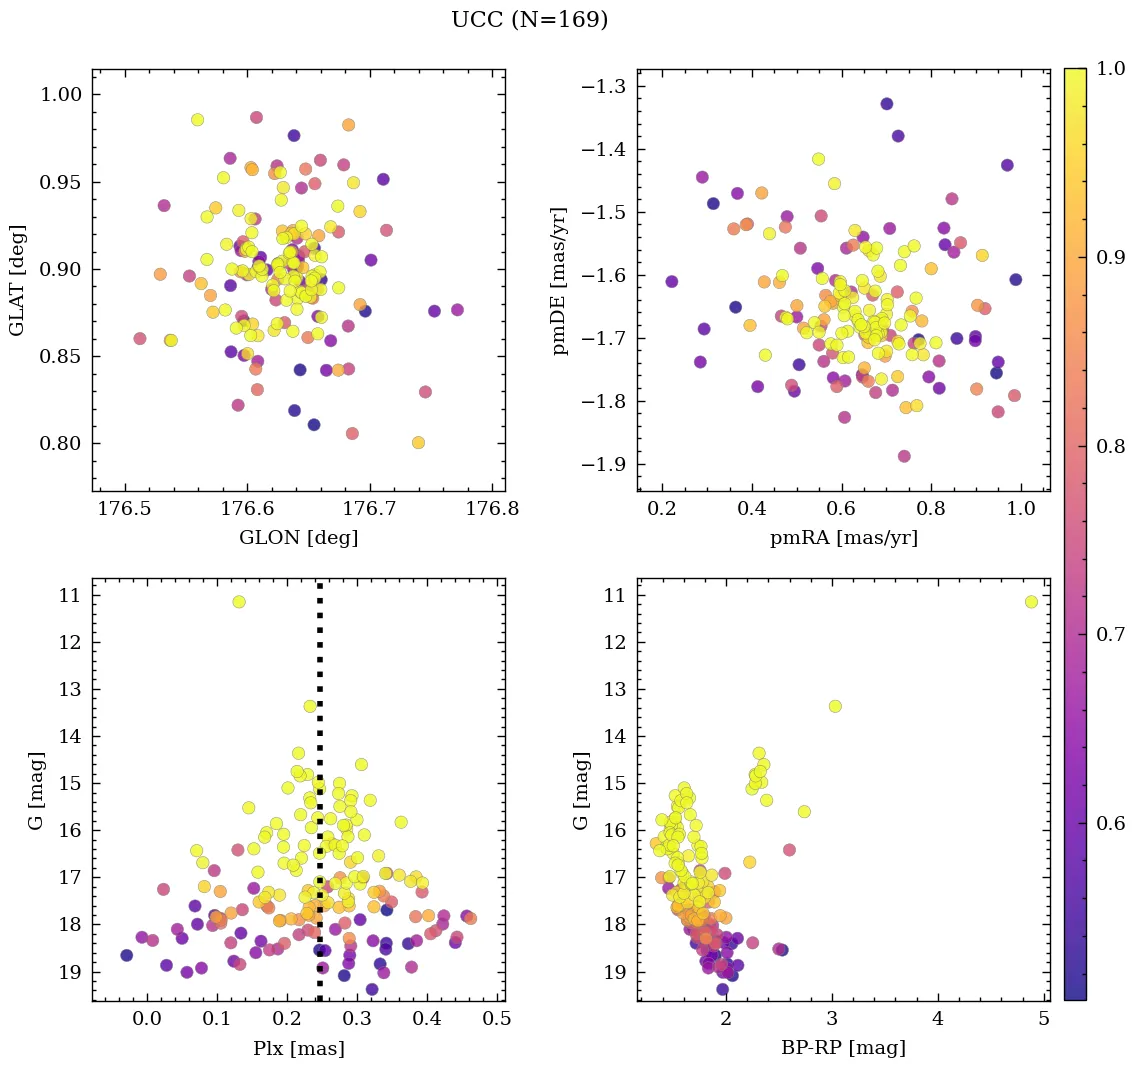 UCC (N=169)
1.00
0.95
0.90
0.85
0.80
GLAT [deg]
176.5 176.6 176.7 176.8
GLON [deg]
−1.3
−1.4
−1.5
−1.6
−1.7
−1.8
−1.9
pmDE [mas/yr]
0.2 0.4 0.6 0.8 1.0
pmRA [mas/yr]
1.0
0.9
0.8
0.7
0.6
11
12
13
14
15
16
17
18
19
G [mag]
0.0 0.1 0.2 0.3 0.4 0.5
Plx [mas]
11
12
13
14
15
16
17
18
19
G [mag]
2 3 4 5
BP-RP [mag]